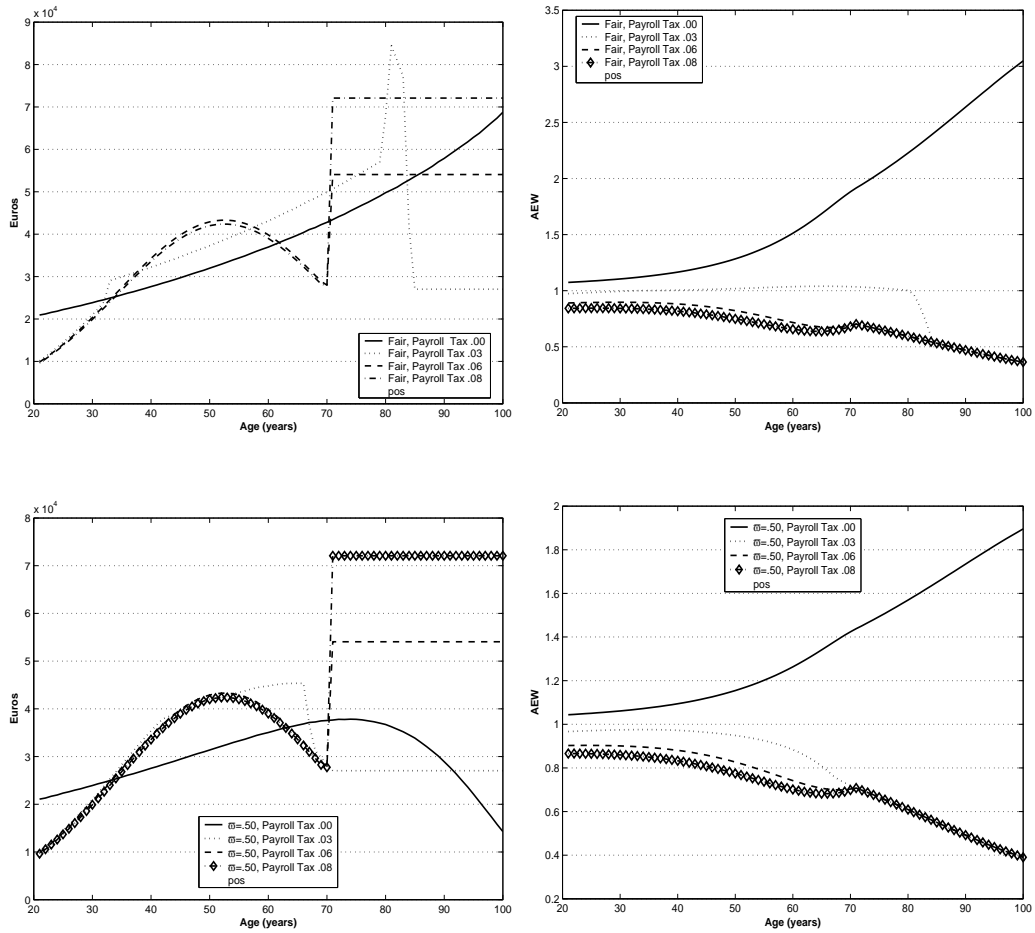 x 10⁴
9
8
7
6
5
4
3
2
1
0
Euros
20 30 40 50 60 70 80 90 100
Age (years)
Fair, Payroll Tax .00
Fair, Payroll Tax .03
Fair, Payroll Tax .06
Fair, Payroll Tax .08
pos
3.5
3
2.5
2
1.5
1
0.5
0
AEW
20 30 40 50 60 70 80 90 100
Age (years)
Fair, Payroll Tax .00
Fair, Payroll Tax .03
Fair, Payroll Tax .06
Fair, Payroll Tax .08
pos
x 10⁴
8
7
6
5
4
3
2
1
0
Euros
20 30 40 50 60 70 80 90 100
Age (years)
ϖ=.50, Payroll Tax .00
ϖ=.50, Payroll Tax .03
ϖ=.50, Payroll Tax .06
ϖ=.50, Payroll Tax .08
pos
2
1.8
1.6
1.4
1.2
1
0.8
0.6
0.4
0.2
AEW
20 30 40 50 60 70 80 90 100
Age (years)
ϖ=.50, Payroll Tax .00
ϖ=.50, Payroll Tax .03
ϖ=.50, Payroll Tax .06
ϖ=.50, Payroll Tax .08
pos